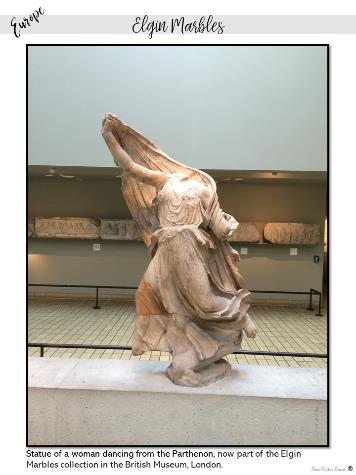 Europe
Elgin Marbles
Statue of a woman dancing from the Parthenon, now part of the Elgin
Marbles collection in the British Museum, London.